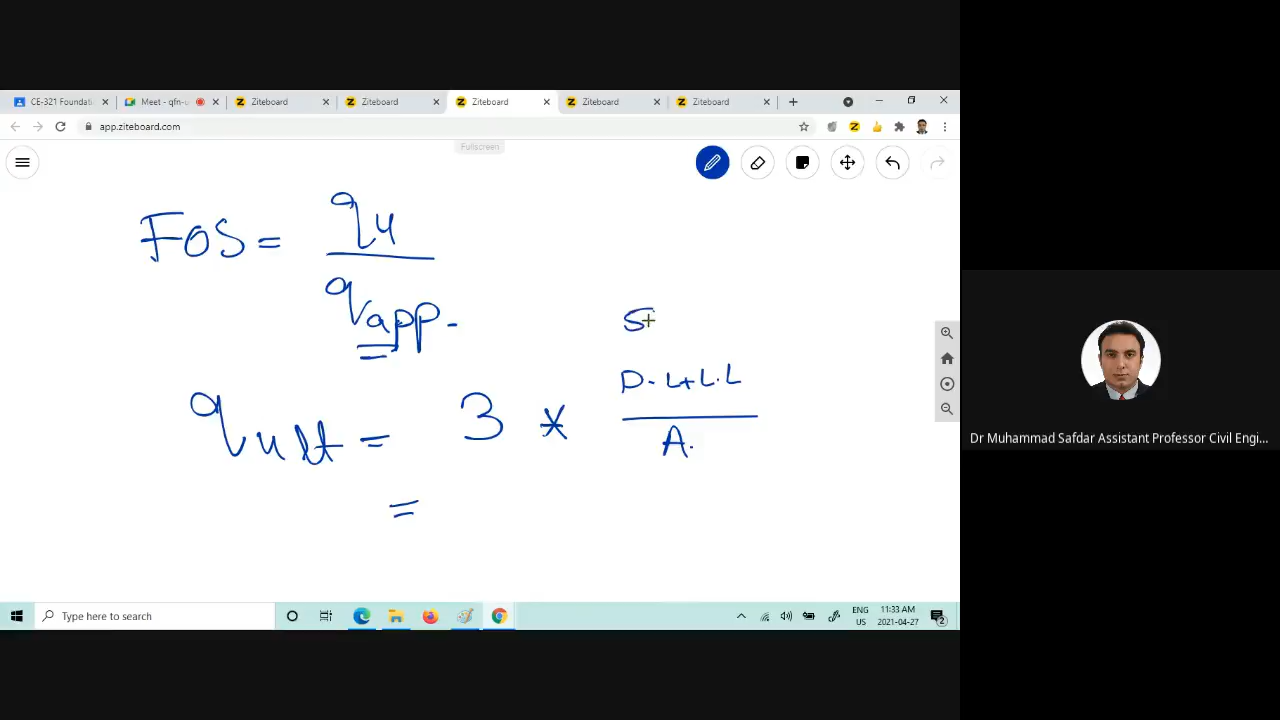 CE-321 Foundati
Meet - qfn-u
Ziteboard
Ziteboard
Ziteboard
Ziteboard
Ziteboard
app.ziteboard.com
Fullscreen
FOS = qu
qapp.
S
D.L+L.L
qult = 3 * A.
=
Dr Muhammad Safdar Assistant Professor Civil Engi...
Type here to search
ENG
US
11:33 AM
2021-04-27
2